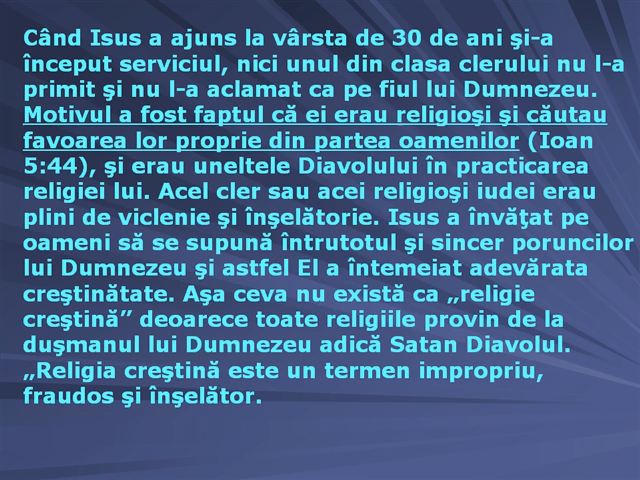 Când Isus a ajuns la vârsta de 30 de ani şi-a
început serviciul, nici unul din clasa clerului nu l-a
primit şi nu l-a aclamat ca pe fiul lui Dumnezeu.
Motivul a fost faptul că ei erau religioşi şi căutau
favoarea lor proprie din partea oamenilor (Ioan
5:44), şi erau uneltele Diavolului în practicarea
religiei lui. Acel cler sau acei religioşi iudei erau
plini de viclenie şi înşelătorie. Isus a învăţat pe
oameni să se supună întrutotul şi sincer poruncilor
lui Dumnezeu şi astfel El a întemeiat adevărata
creştinătate. Aşa ceva nu există ca „religie
creştină” deoarece toate religiile provin de la
duşmanul lui Dumnezeu adică Satan Diavolul.
„Religia creştină este un termen impropriu,
fraudos şi înşelător.